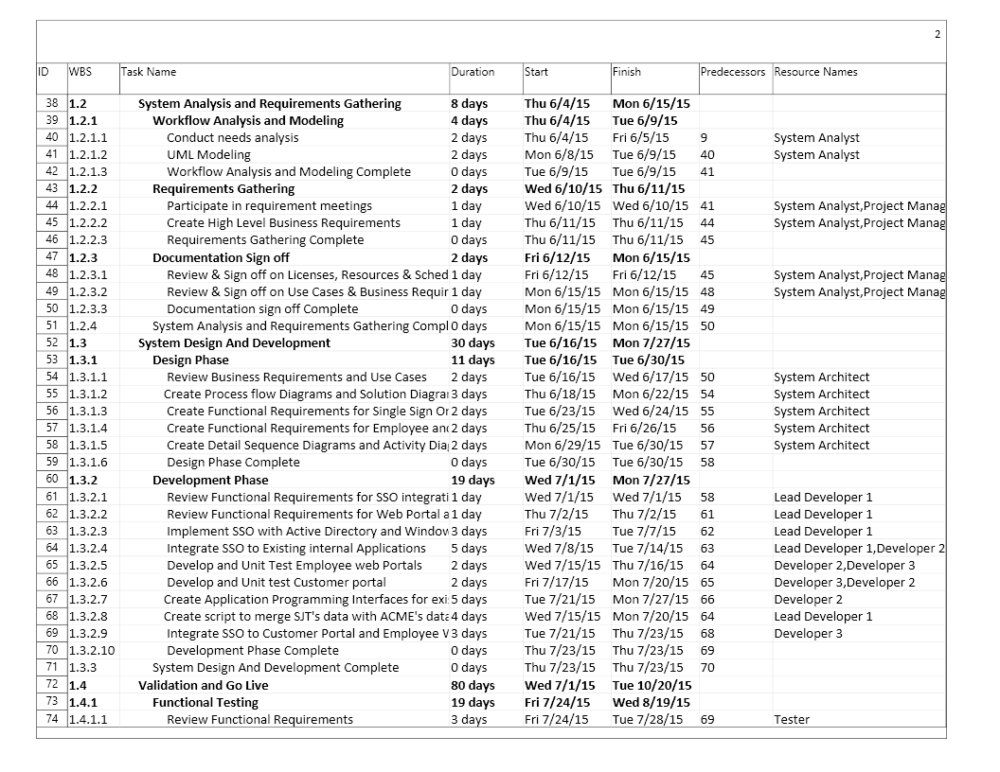 2
ID WBS Task Name Duration Start Finish Predecessors Resource Names
38 1.2 System Analysis and Requirements Gathering 8 days Thu 6/4/15 Mon 6/15/15
39 1.2.1 Workflow Analysis and Modeling 4 days Thu 6/4/15 Tue 6/9/15
40 1.2.1.1 Conduct needs analysis 2 days Thu 6/4/15 Fri 6/5/15 9 System Analyst
41 1.2.1.2 UML Modeling 2 days Mon 6/8/15 Tue 6/9/15 40 System Analyst
42 1.2.1.3 Workflow Analysis and Modeling Complete 0 days Tue 6/9/15 Tue 6/9/15 41
43 1.2.2 Requirements Gathering 2 days Wed 6/10/15 Thu 6/11/15
44 1.2.2.1 Participate in requirement meetings 1 day Wed 6/10/15 Wed 6/10/15 41 System Analyst,Project Manag
45 1.2.2.2 Create High Level Business Requirements 1 day Thu 6/11/15 Thu 6/11/15 44 System Analyst,Project Manag
46 1.2.2.3 Requirements Gathering Complete 0 days Thu 6/11/15 Thu 6/11/15 45
47 1.2.3 Documentation Sign off 2 days Fri 6/12/15 Mon 6/15/15
48 1.2.3.1 Review & Sign off on Licenses, Resources & Sched 1 day Fri 6/12/15 Fri 6/12/15 45 System Analyst,Project Manag
49 1.2.3.2 Review & Sign off on Use Cases & Business Requir 1 day Mon 6/15/15 Mon 6/15/15 48 System Analyst,Project Manag
50 1.2.3.3 Documentation sign off Complete 0 days Mon 6/15/15 Mon 6/15/15 49
51 1.2.4 System Analysis and Requirements Gathering Compl 0 days Mon 6/15/15 Mon 6/15/15 50
52 1.3 System Design And Development 30 days Tue 6/16/15 Mon 7/27/15
53 1.3.1 Design Phase 11 days Tue 6/16/15 Tue 6/30/15
54 1.3.1.1 Review Business Requirements and Use Cases 2 days Tue 6/16/15 Wed 6/17/15 50 System Architect
55 1.3.1.2 Create Process flow Diagrams and Solution Diagrar 3 days Thu 6/18/15 Mon 6/22/15 54 System Architect
56 1.3.1.3 Create Functional Requirements for Single Sign Or 2 days Tue 6/23/15 Wed 6/24/15 55 System Architect
57 1.3.1.4 Create Functional Requirements for Employee and 2 days Thu 6/25/15 Fri 6/26/15 56 System Architect
58 1.3.1.5 Create Detail Sequence Diagrams and Activity Dia 2 days Mon 6/29/15 Tue 6/30/15 57 System Architect
59 1.3.1.6 Design Phase Complete 0 days Tue 6/30/15 Tue 6/30/15 58
60 1.3.2 Development Phase 19 days Wed 7/1/15 Mon 7/27/15
61 1.3.2.1 Review Functional Requirements for SSO integrati 1 day Wed 7/1/15 Wed 7/1/15 58 Lead Developer 1
62 1.3.2.2 Review Functional Requirements for Web Portal a 1 day Thu 7/2/15 Thu 7/2/15 61 Lead Developer 1
63 1.3.2.3 Implement SSO with Active Directory and Window 3 days Fri 7/3/15 Tue 7/7/15 62 Lead Developer 1
64 1.3.2.4 Integrate SSO to Existing internal Applications 5 days Wed 7/8/15 Tue 7/14/15 63 Lead Developer 1,Developer 2
65 1.3.2.5 Develop and Unit Test Employee web Portals 2 days Wed 7/15/15 Thu 7/16/15 64 Developer 2,Developer 3
66 1.3.2.6 Develop and Unit test Customer portal 2 days Fri 7/17/15 Mon 7/20/15 65 Developer 3,Developer 2
67 1.3.2.7 Create Application Programming Interfaces for exi 5 days Tue 7/21/15 Mon 7/27/15 66 Developer 2
68 1.3.2.8 Create script to merge SJT's data with ACME's data 4 days Wed 7/15/15 Mon 7/20/15 64 Lead Developer 1
69 1.3.2.9 Integrate SSO to Customer Portal and Employee V 3 days Tue 7/21/15 Thu 7/23/15 68 Developer 3
70 1.3.2.10 Development Phase Complete 0 days Thu 7/23/15 Thu 7/23/15 69
71 1.3.3 System Design And Development Complete 0 days Thu 7/23/15 Thu 7/23/15 70
72 1.4 Validation and Go Live 80 days Wed 7/1/15 Tue 10/20/15
73 1.4.1 Functional Testing 19 days Fri 7/24/15 Wed 8/19/15
74 1.4.1.1 Review Functional Requirements 3 days Fri 7/24/15 Tue 7/28/15 69 Tester